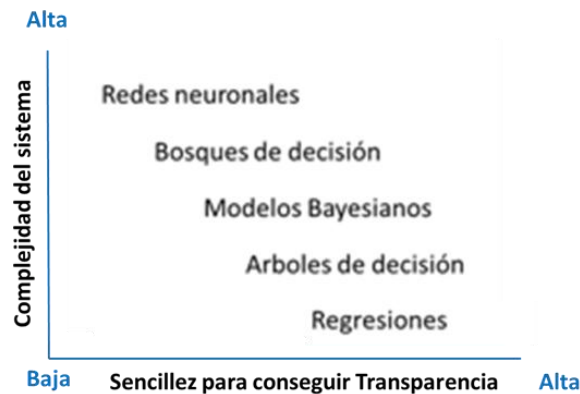 Alta
Complejidad del sistema
Redes neuronales
Bosques de decisión
Modelos Bayesianos
Arboles de decisión
Regresiones
Baja
Sencillez para conseguir Transparencia
Alta